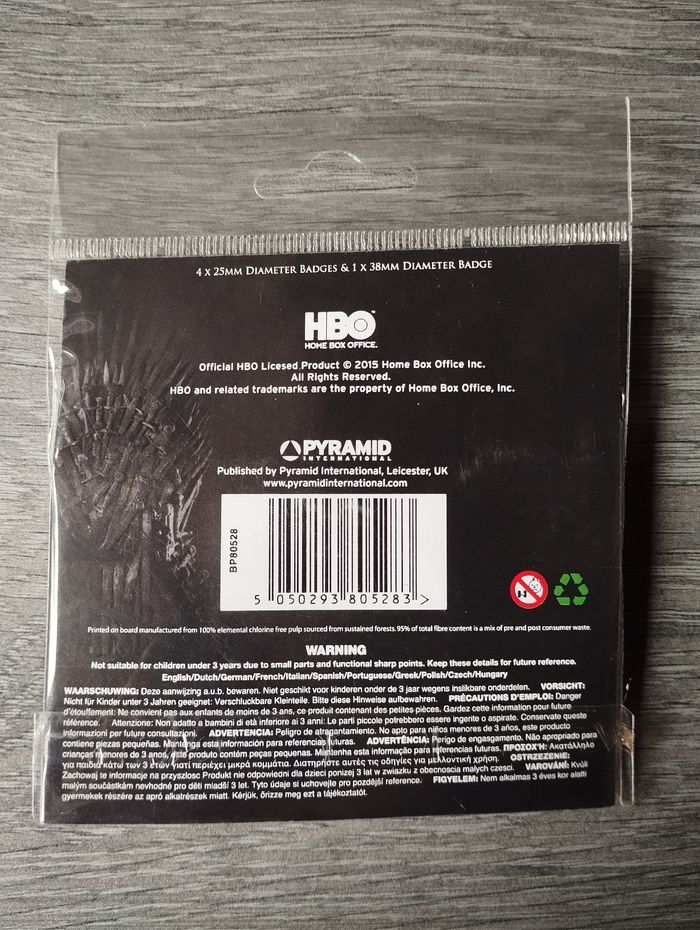 4 x 25mm Diameter Badges & 1 x 38mm Diameter Badge
HBO™
HOME BOX OFFICE.
Official HBO Licesed Product © 2015 Home Box Office Inc.
All Rights Reserved.
HBO and related trademarks are the property of Home Box Office, Inc.
PYRAMID
INTERNATIONAL
Published by Pyramid International, Leicester, UK
www.pyramidinternational.com
BP80528
5 050293 805283 >
Printed on board manufactured from 100% elemental chlorine free pulp sourced from sustained forests. 95% of total fibre content is a mix of pre and post consumer waste.
WARNING
Not suitable for children under 3 years due to small parts and functional sharp points. Keep these details for future reference.
English/Dutch/German/French/Italian/Spanish/Portuguese/Greek/Polish/Czech/Hungary
WAARSCHUWING: Deze aanwijzing a.u.b. bewaren. Niet geschikt voor kinderen onder de 3 jaar wegens inslikbare onderdelen. VORSICHT:
Nicht für Kinder unter 3 Jahren geeignet: Verschluckbare Kleinteile. Bitte diese Hinweise aufbewahren. PRÉCAUTIONS D'EMPLOI: Danger
d'étouffement: Ne convient pas aux enfants de moins de 3 ans, ce produit contenant des petites pièces. Gardez cette information pour future
référence. Attenzione: Non adatto a bambini di età inferiore ai 3 anni: Le parti piccole potrebbero essere ingerite o aspirate. Conservate queste
informazioni per future consultazioni. ADVERTENCIA: Peligro de atragantamiento. No apto para niños menores de 3 años, este producto
contiene piezas pequeñas. Mantenga esta información para referencias futuras. ADVERTÊNCIA: Perigo de engasgamento. Não apropriado para
crianças menores de 3 anos, este produto contém peças pequenas. Mantenha esta informação para referências futuras. ΠΡΟΣΟΧΉ: Ακατάλληλο
για παιδιά κάτω των 3 ετών Γιατί περιέχει μικρά κομμάτια. Διατηρήστε αυτές τις οδηγίες για μελλοντική χρήση. OSTRZEZENIE:
Zachowaj te informacje na przyszlosc Produkt nie odpowiedni dla dzieci ponizej 3 lat w zwiazku z obecnoscia malych czesci. VAROVÁNÍ: Kvůli
malým součástkám nevhodné pro děti mladší 3 let. Tyto údaje si uchovejte pro pozdější reference. FIGYELEM: Nem alkalmas 3 éves kor alatti
gyermekek részére az apró alkatrészek miatt. Kérjük, őrizze meg ezt a tájékoztatót.